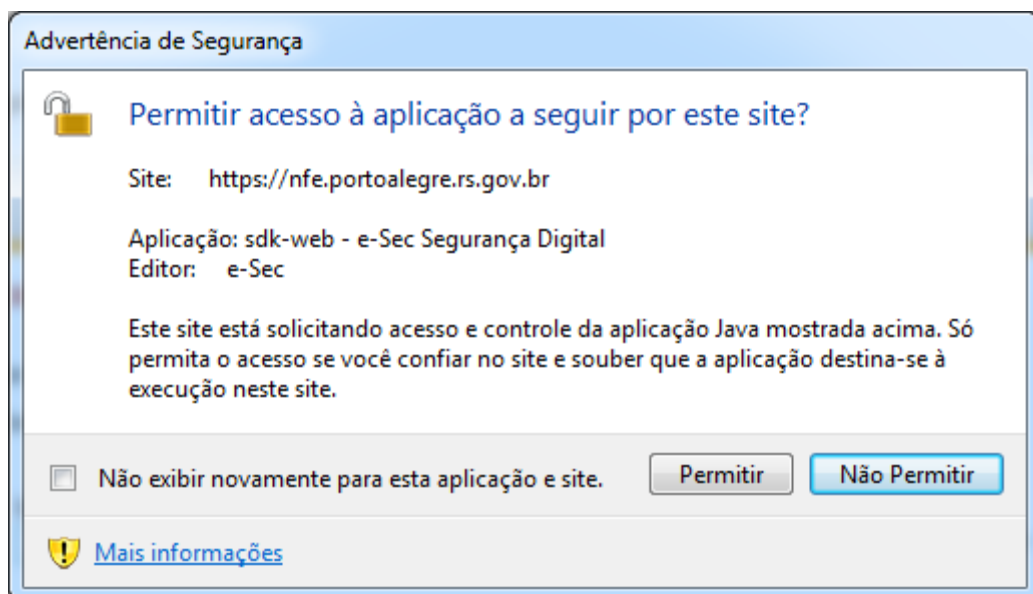 Advertência de Segurança
Permitir acesso à aplicação a seguir por este site?
Site: https://nfe.portoalegre.rs.gov.br
Aplicação: sdk-web - e-Sec Segurança Digital
Editor: e-Sec
Este site está solicitando acesso e controle da aplicação Java mostrada acima. Só
permita o acesso se você confiar no site e souber que a aplicação destina-se à
execução neste site.
Não exibir novamente para esta aplicação e site. Permitir Não Permitir
Mais informações